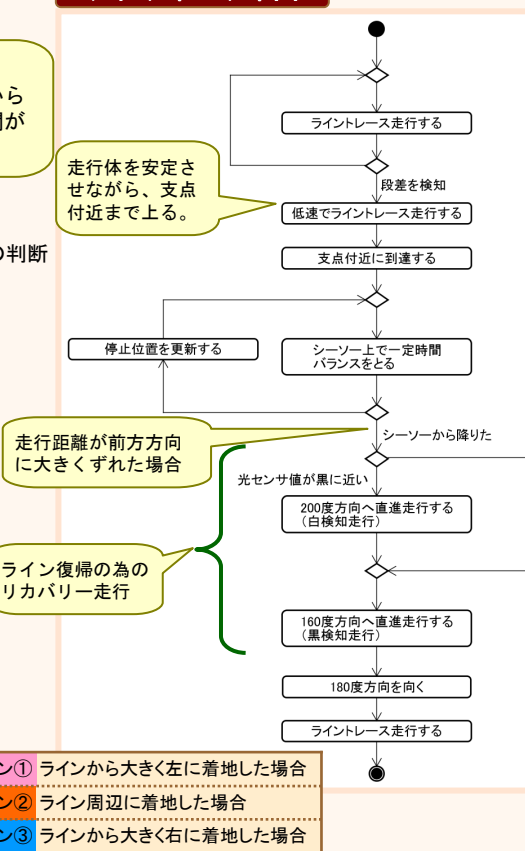 ライントレース走行する
段差を検知
走行体を安定さ
せながら、支点
付近まで上る。
低速でライントレース走行する
の判断
支点付近に到達する
停止位置を更新する
シーソー上で一定時間
バランスをとる
走行距離が前方方向
に大きくずれた場合
シーソーから降りた
光センサ値が黒に近い
200度方向へ直進走行する
(白検知走行)
ライン復帰の為の
リカバリー走行
160度方向へ直進走行する
(黒検知走行)
180度方向を向く
ライントレース走行する
ン① ラインから大きく左に着地した場合
ン② ライン周辺に着地した場合
ン③ ラインから大きく右に着地した場合